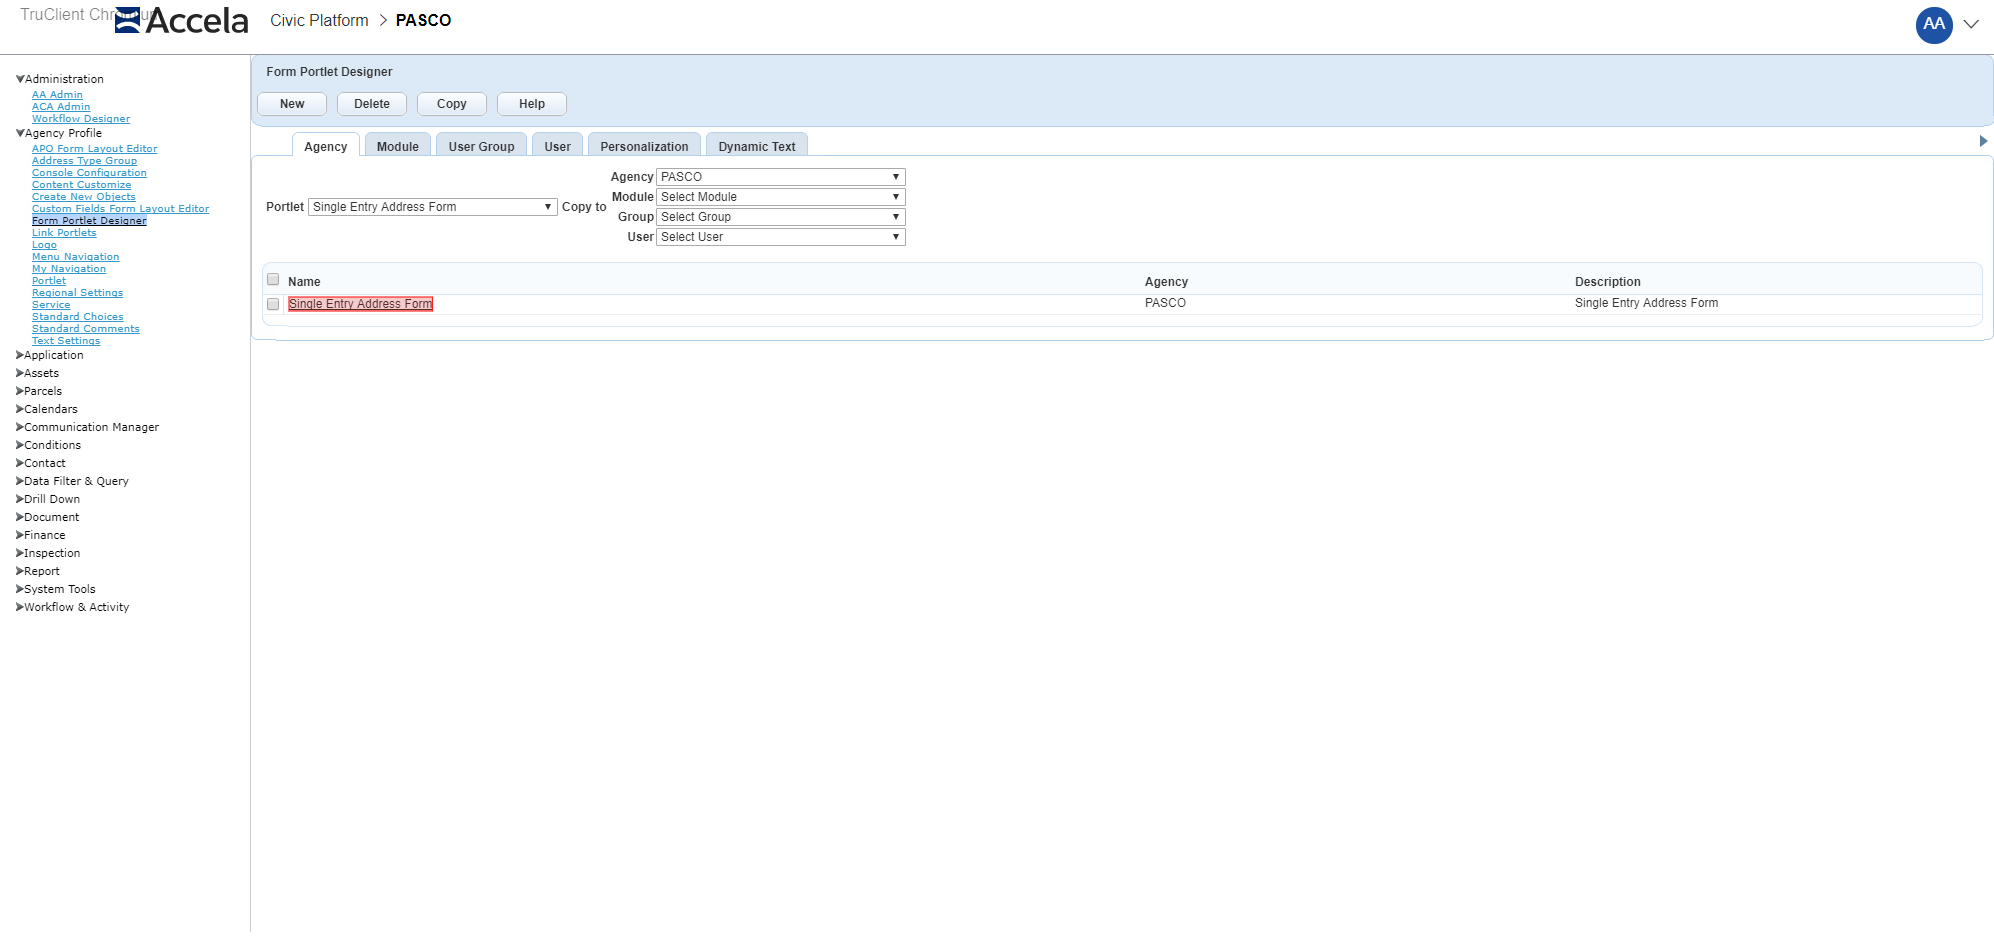 TruClient Chromium
Accela
Civic Platform > PASCO
AA
Administration
AA Admin
ACA Admin
Workflow Designer
Agency Profile
APO Form Layout Editor
Address Type Group
Console Configuration
Content Customize
Create New Objects
Custom Fields Form Layout Editor
Form Portlet Designer
Link Portlets
Logo
Menu Navigation
My Navigation
Portlet
Regional Settings
Service
Standard Choices
Standard Comments
Text Settings
Application
Assets
Parcels
Calendars
Communication Manager
Conditions
Contact
Data Filter & Query
Drill Down
Document
Finance
Inspection
Report
System Tools
Workflow & Activity
Form Portlet Designer
New Delete Copy Help
Agency Module User Group User Personalization Dynamic Text
Agency PASCO
Module Select Module
Portlet Single Entry Address Form Copy to
Group Select Group
User Select User
Name Agency Description
Single Entry Address Form PASCO Single Entry Address Form